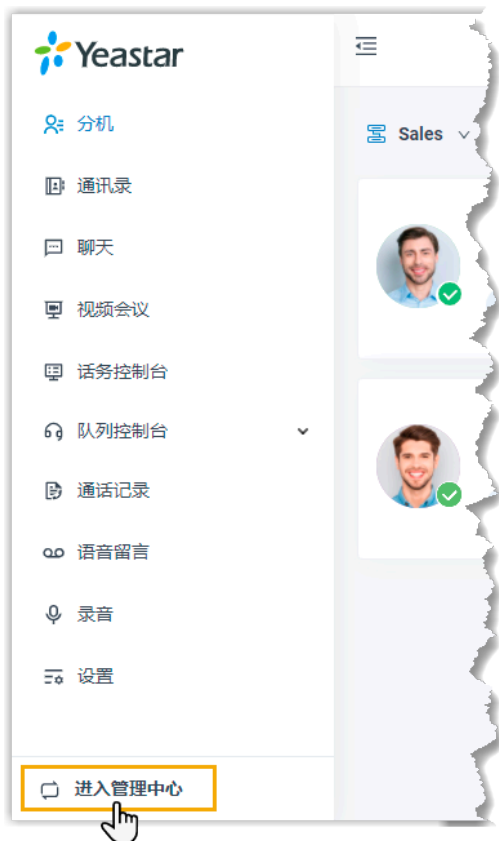 Yeastar
分机
Sales
通讯录
聊天
视频会议
话务控制台
队列控制台
通话记录
语音留言
录音
设置
进入管理中心